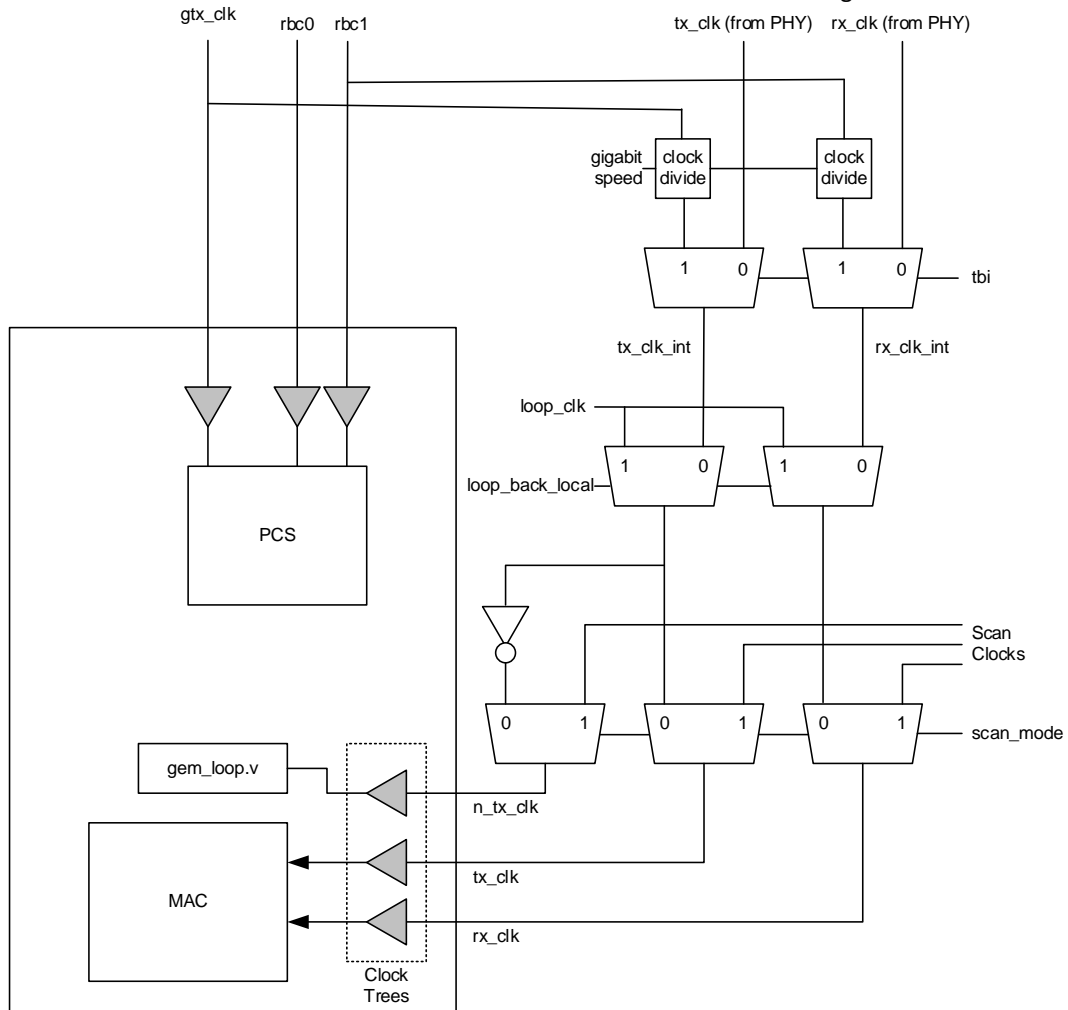 gtx_clk
rbc0
rbc1
tx_clk (from PHY)
rx_clk (from PHY)
gigabit
speed
clock
divide
clock
divide
1
0
1
0
tbi
tx_clk_int
rx_clk_int
loop_clk
1
0
1
0
loop_back_local
PCS
Scan
Clocks
0
1
0
1
0
1
scan_mode
gem_loop.v
n_tx_clk
MAC
tx_clk
rx_clk
Clock
Trees